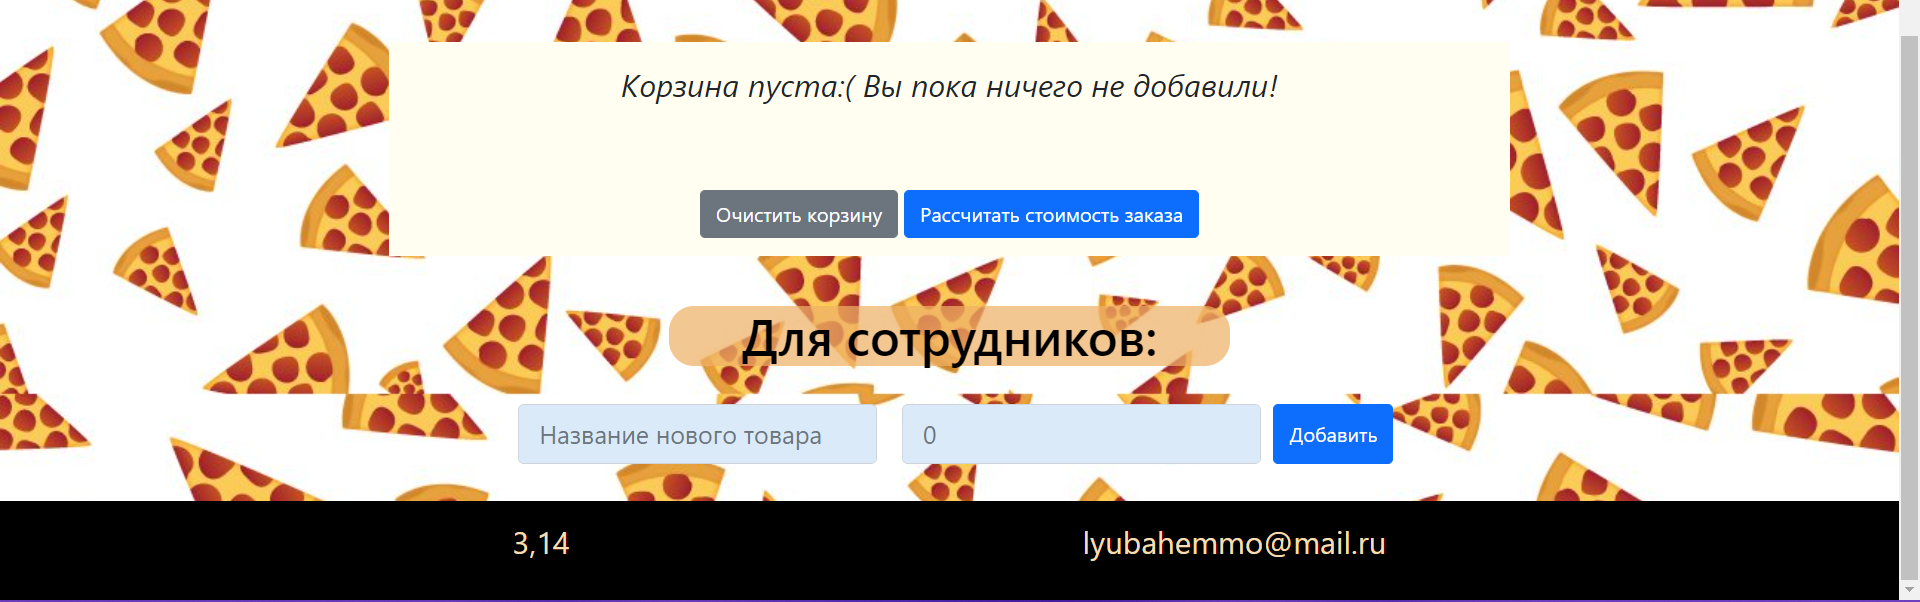 Корзина пуста:( Вы пока ничего не добавили!
Очистить корзину Рассчитать стоимость заказа
Для сотрудников:
Название нового товара 0 Добавить
3,14 lyubahemmo@mail.ru